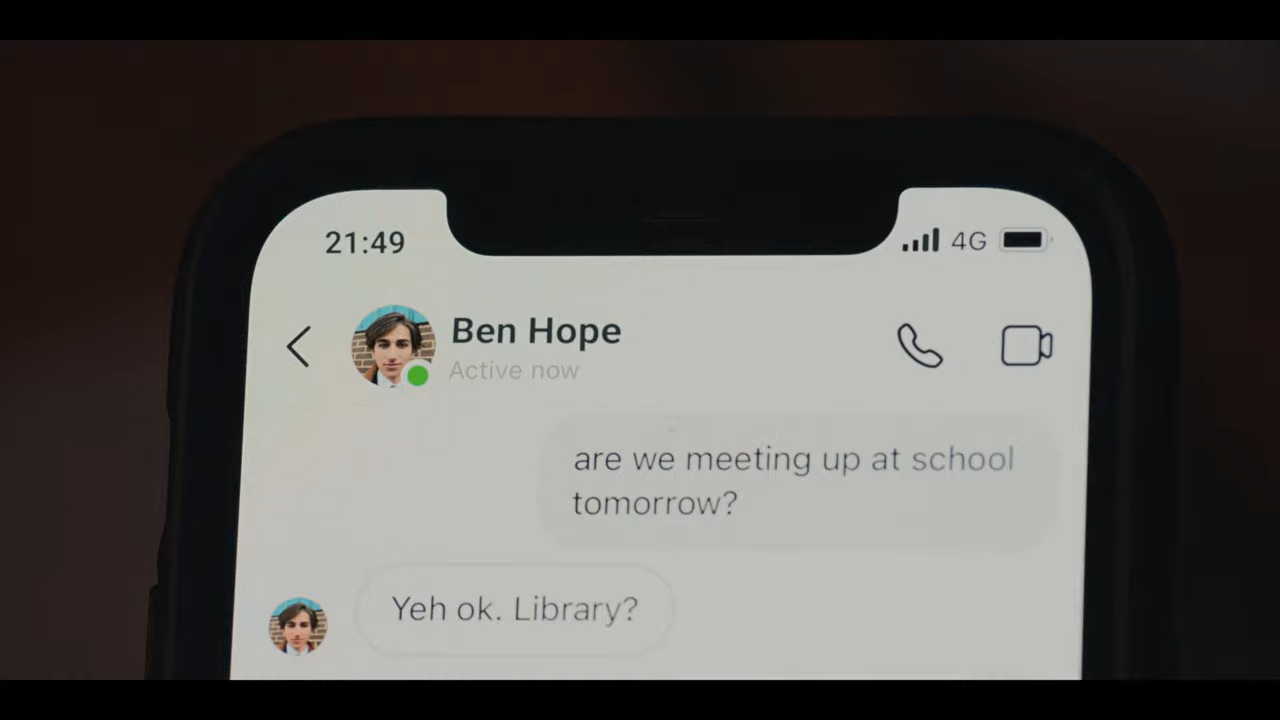 21:49
4G
Ben Hope
Active now
are we meeting up at school
tomorrow?
Yeh ok. Library?